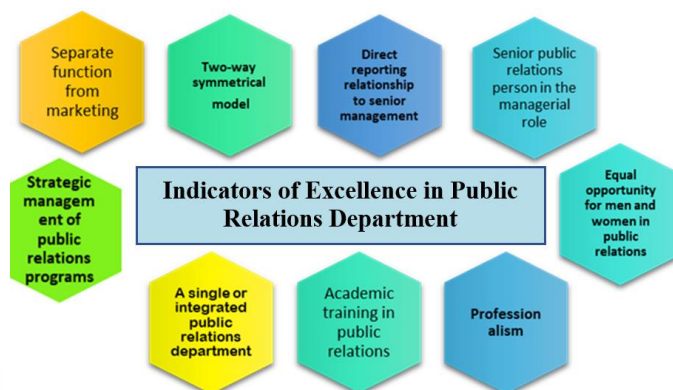 Separate
function
from
marketing
Two-way
symmetrical
model
Direct
reporting
relationship
to senior
management
Senior public
relations
person in the
managerial
role
Strategic
managem
ent of
public
relations
programs
Indicators of Excellence in Public
Relations Department
Equal
opportunity
for men and
women in
public
relations
A single or
integrated
public
relations
department
Academic
training in
public
relations
Profession
alism